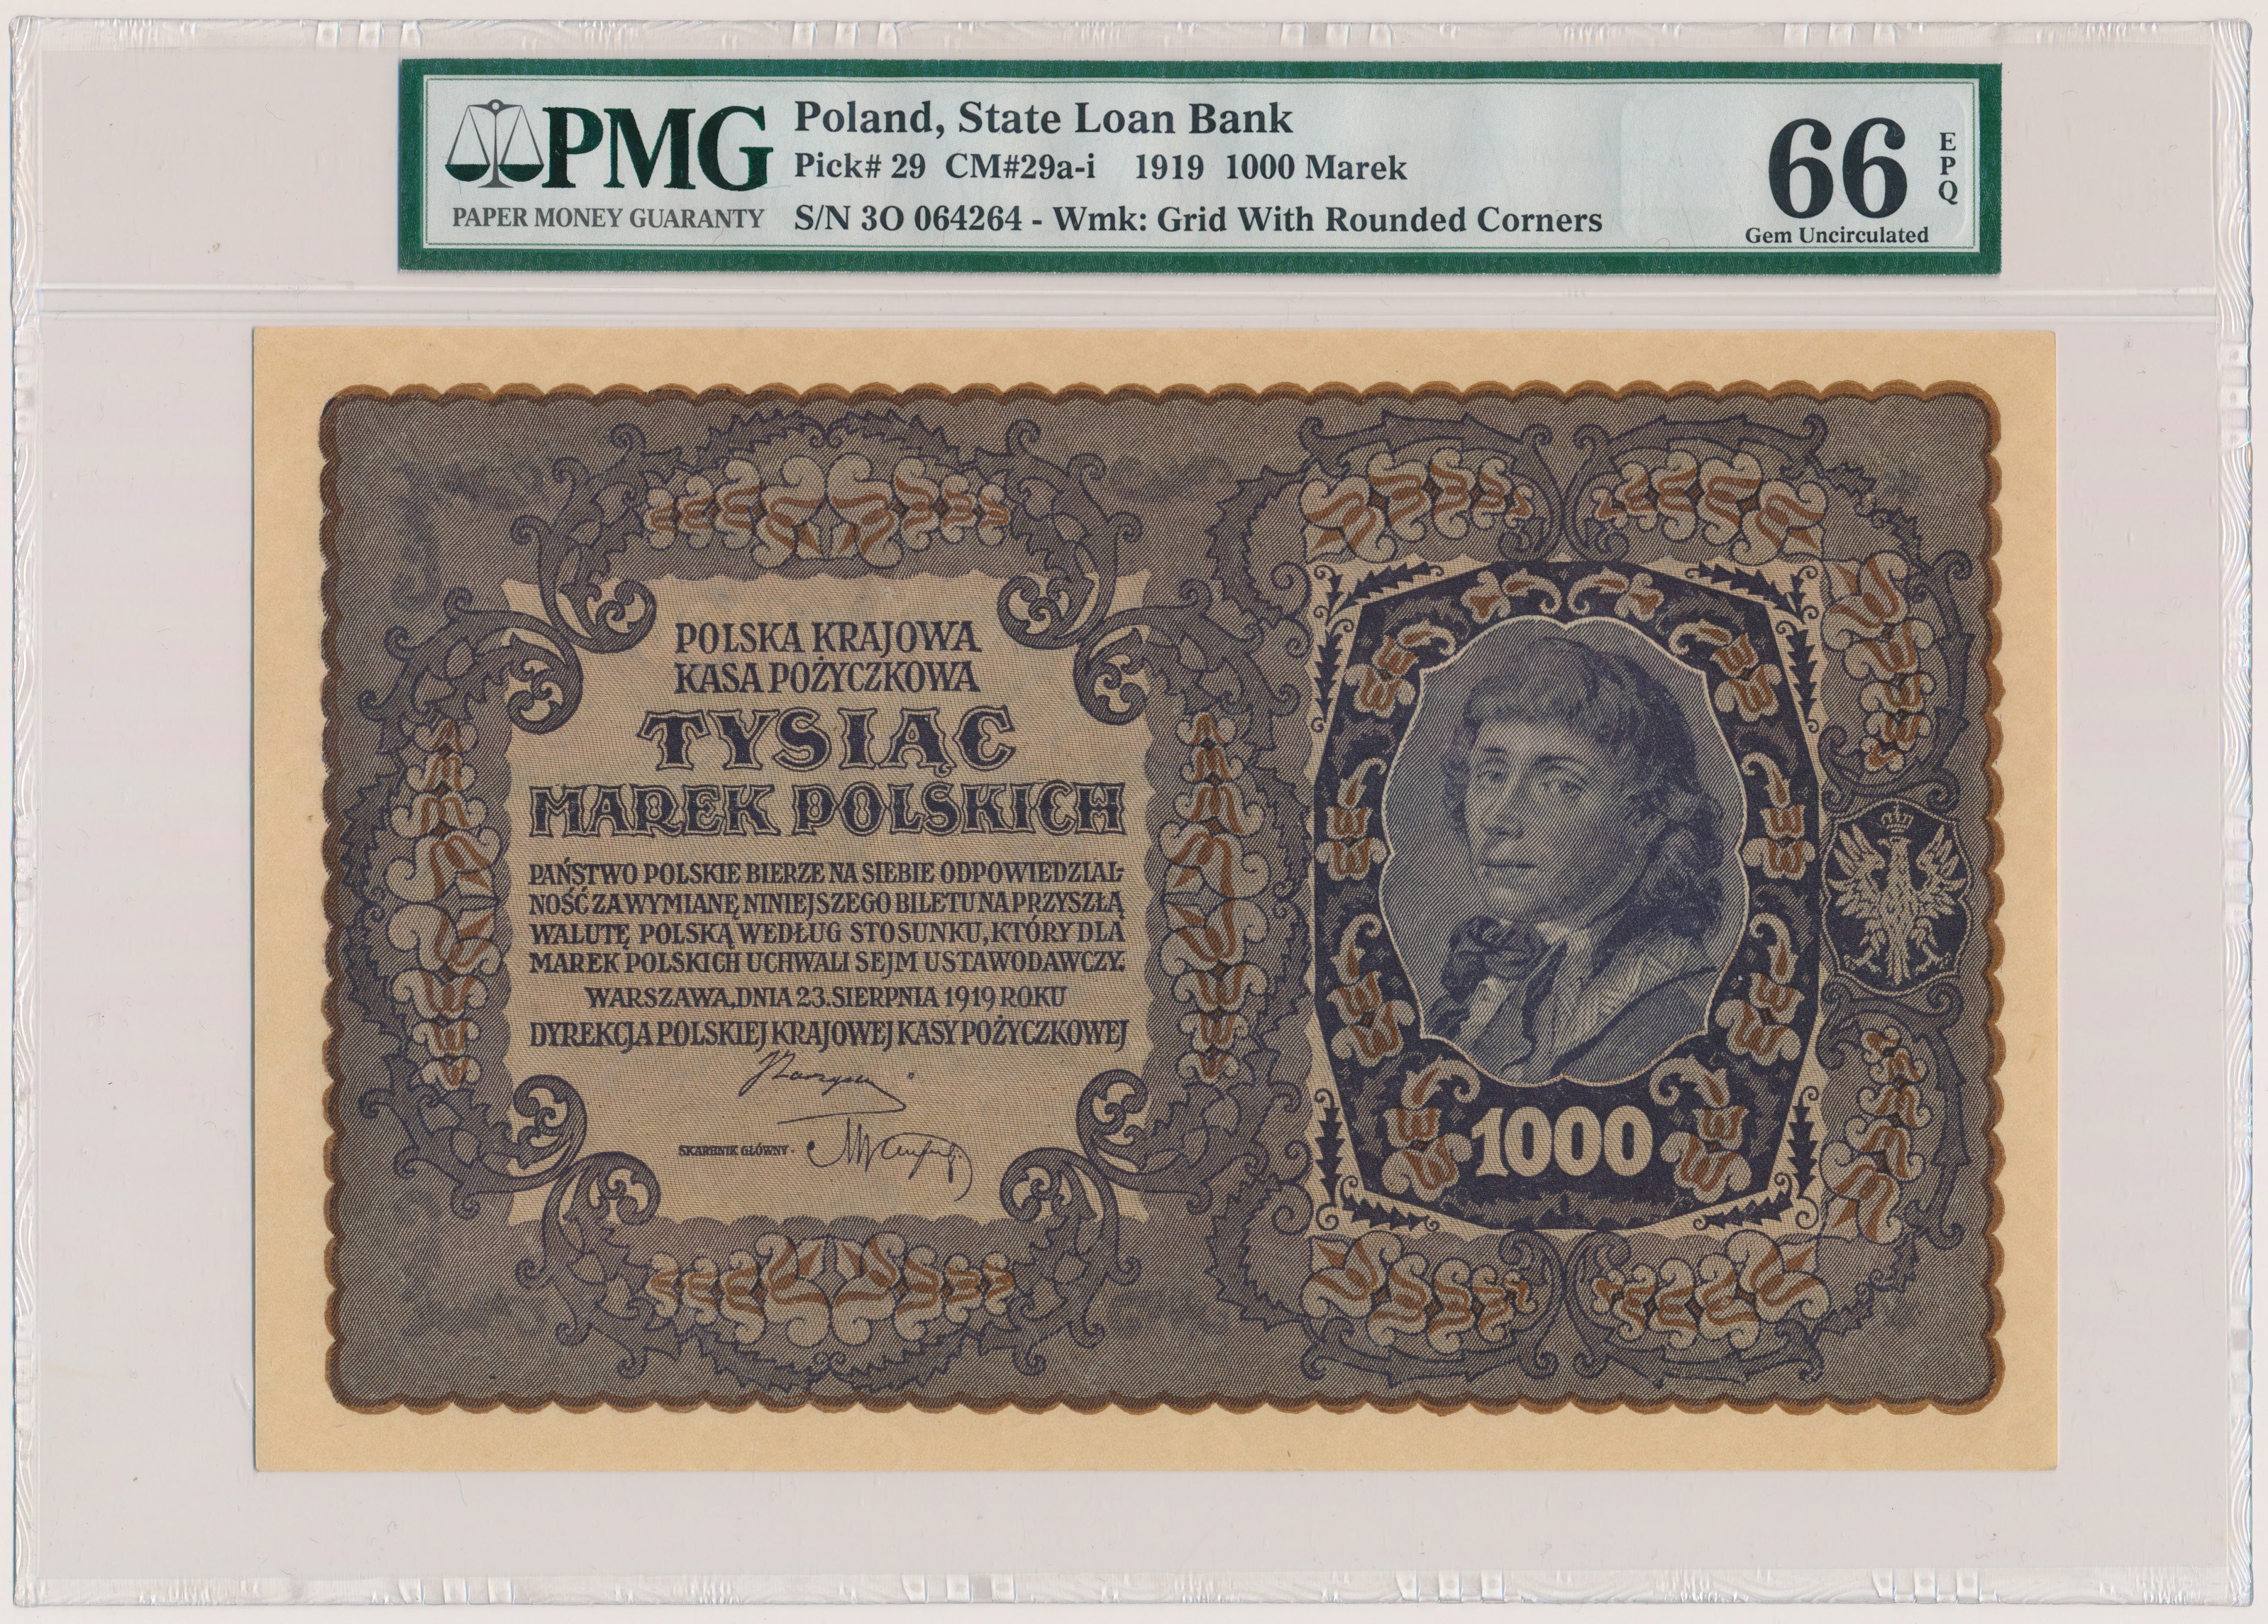 PMG
PAPER MONEY GUARANTY
Poland, State Loan Bank
Pick# 29 CM#29a-i 1919 1000 Marek
S/N 3O 064264 - Wmk: Grid With Rounded Corners
66
EPQ
Gem Uncirculated
POLSKA KRAJOWA
KASA POŻYCZKOWA
TYSIĄC
MAREK POLSKICH
PAŃSTWO POLSKIE BIERZE NA SIEBIE ODPOWIEDZIAL-
NOŚĆ ZA WYMIANĘ NINIEJSZEGO BILETU NA PRZYSZŁĄ
WALUTĘ POLSKĄ WEDŁUG STOSUNKU, KTÓRY DLA
MAREK POLSKICH UCHWALI SEJM USTAWODAWCZY.
WARSZAWA, DNIA 23. SIERPNIA 1919 ROKU
DYREKCJA POLSKIEJ KRAJOWEJ KASY POŻYCZKOWEJ
SKARBNIK GŁÓWNY -
1000